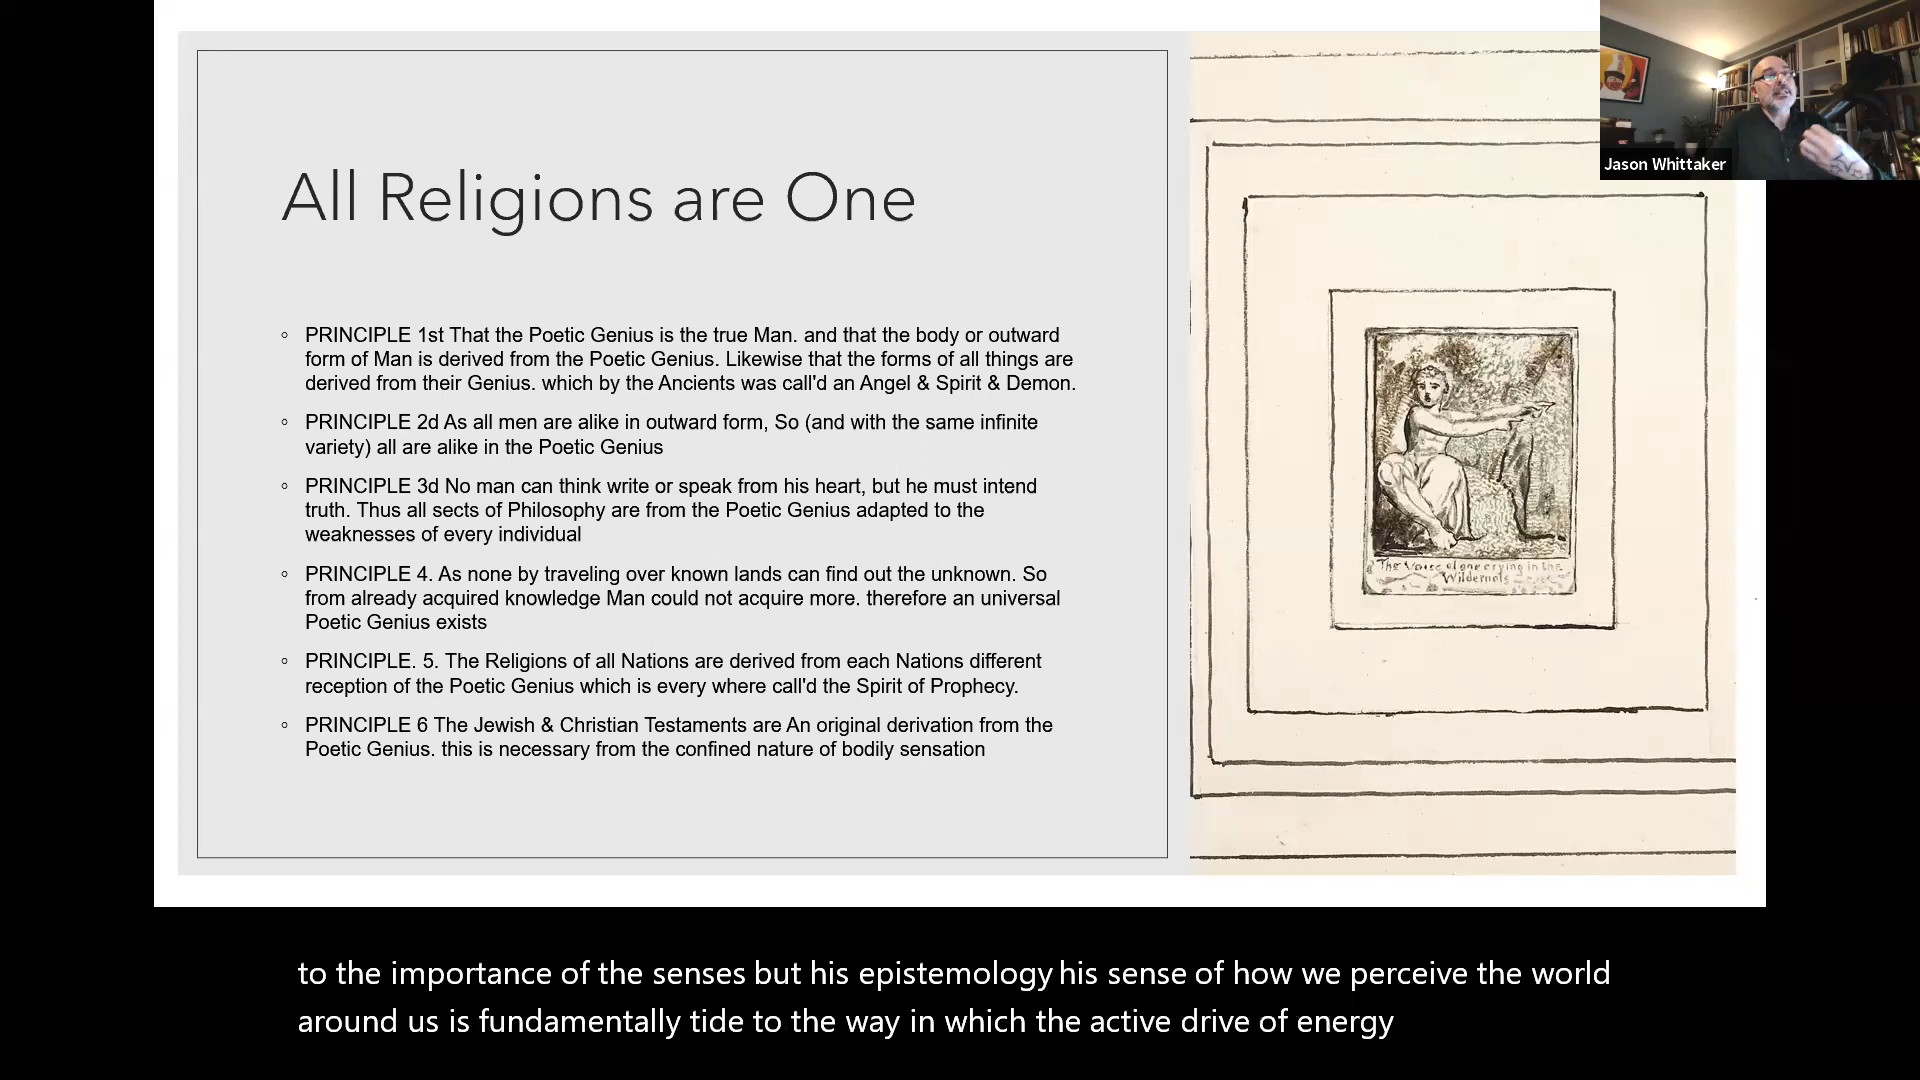 Jason Whittaker
All Religions are One
◦ PRINCIPLE 1st That the Poetic Genius is the true Man. and that the body or outward
form of Man is derived from the Poetic Genius. Likewise that the forms of all things are
derived from their Genius. which by the Ancients was call'd an Angel & Spirit & Demon.
◦ PRINCIPLE 2d As all men are alike in outward form, So (and with the same infinite
variety) all are alike in the Poetic Genius
◦ PRINCIPLE 3d No man can think write or speak from his heart, but he must intend
truth. Thus all sects of Philosophy are from the Poetic Genius adapted to the
weaknesses of every individual
◦ PRINCIPLE 4. As none by traveling over known lands can find out the unknown. So
from already acquired knowledge Man could not acquire more. therefore an universal
Poetic Genius exists
◦ PRINCIPLE. 5. The Religions of all Nations are derived from each Nations different
reception of the Poetic Genius which is every where call'd the Spirit of Prophecy.
◦ PRINCIPLE 6 The Jewish & Christian Testaments are An original derivation from the
Poetic Genius. this is necessary from the confined nature of bodily sensation
The Voice of one crying in the
Wilderness
to the importance of the senses but his epistemology his sense of how we perceive the world
around us is fundamentally tide to the way in which the active drive of energy